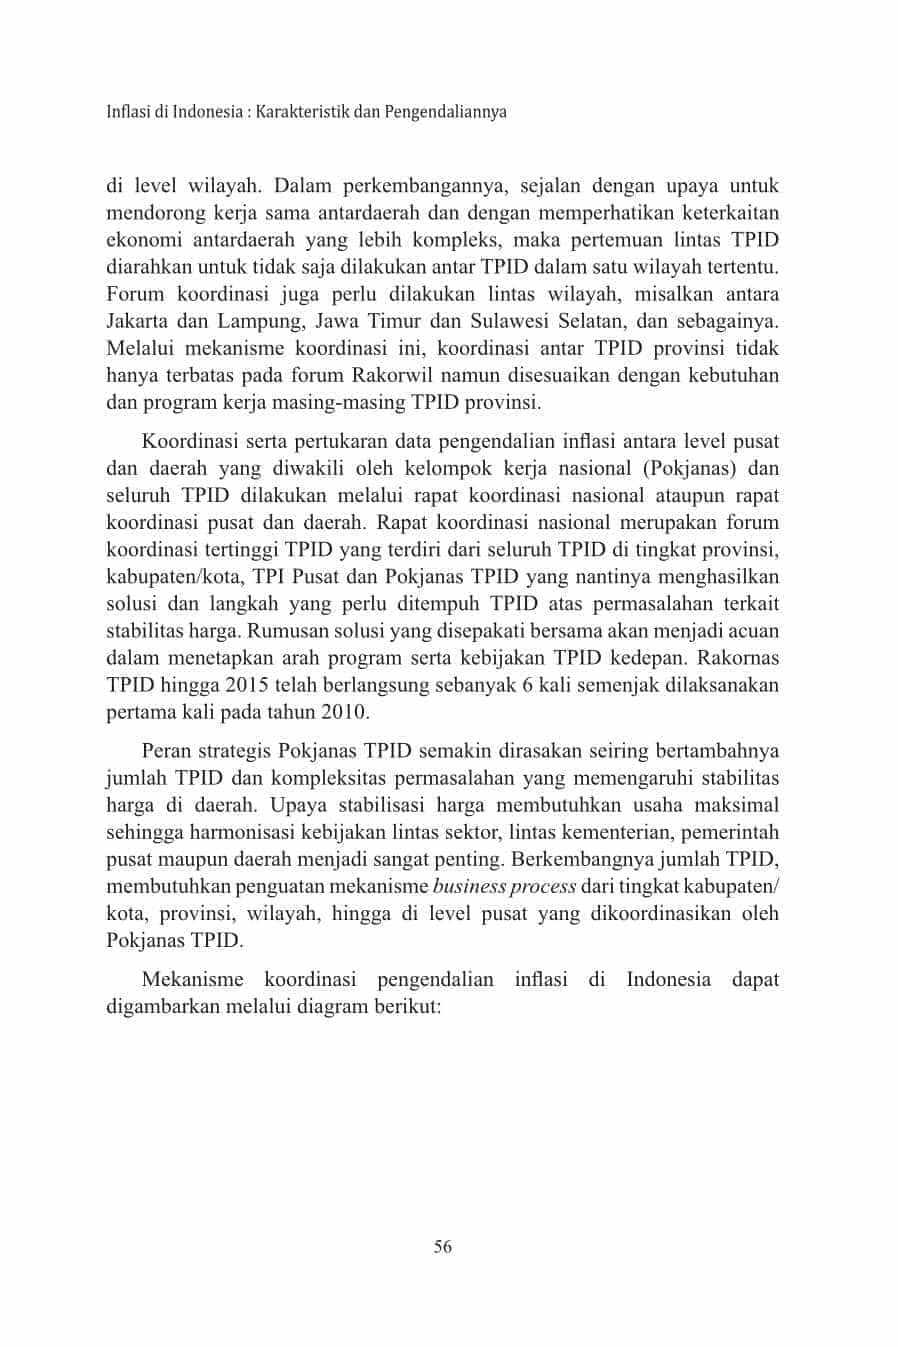 Inflasi di Indonesia : Karakteristik dan Pengendaliannya
di level wilayah. Dalam perkembangannya, sejalan dengan upaya untuk
mendorong kerja sama antardaerah dan dengan memperhatikan keterkaitan
ekonomi antardaerah yang lebih kompleks, maka pertemuan lintas TPID
diarahkan untuk tidak saja dilakukan antar TPID dalam satu wilayah tertentu.
Forum koordinasi juga perlu dilakukan lintas wilayah, misalkan antara
Jakarta dan Lampung, Jawa Timur dan Sulawesi Selatan, dan sebagainya.
Melalui mekanisme koordinasi ini, koordinasi antar TPID provinsi tidak
hanya terbatas pada forum Rakorwil namun disesuaikan dengan kebutuhan
dan program kerja masing-masing TPID provinsi.
Koordinasi serta pertukaran data pengendalian inflasi antara level pusat
dan daerah yang diwakili oleh kelompok kerja nasional (Pokjanas) dan
seluruh TPID dilakukan melalui rapat koordinasi nasional ataupun rapat
koordinasi pusat dan daerah. Rapat koordinasi nasional merupakan forum
koordinasi tertinggi TPID yang terdiri dari seluruh TPID di tingkat provinsi,
kabupaten/kota, TPI Pusat dan Pokjanas TPID yang nantinya menghasilkan
solusi dan langkah yang perlu ditempuh TPID atas permasalahan terkait
stabilitas harga. Rumusan solusi yang disepakati bersama akan menjadi acuan
dalam menetapkan arah program serta kebijakan TPID kedepan. Rakornas
TPID hingga 2015 telah berlangsung sebanyak 6 kali semenjak dilaksanakan
pertama kali pada tahun 2010.
Peran strategis Pokjanas TPID semakin dirasakan seiring bertambahnya
jumlah TPID dan kompleksitas permasalahan yang memengaruhi stabilitas
harga di daerah. Upaya stabilisasi harga membutuhkan usaha maksimal
sehingga harmonisasi kebijakan lintas sektor, lintas kementerian, pemerintah
pusat maupun daerah menjadi sangat penting. Berkembangnya jumlah TPID,
membutuhkan penguatan mekanisme business process dari tingkat kabupaten/
kota, provinsi, wilayah, hingga di level pusat yang dikoordinasikan oleh
Pokjanas TPID.
Mekanisme koordinasi pengendalian inflasi di Indonesia dapat
digambarkan melalui diagram berikut:
56